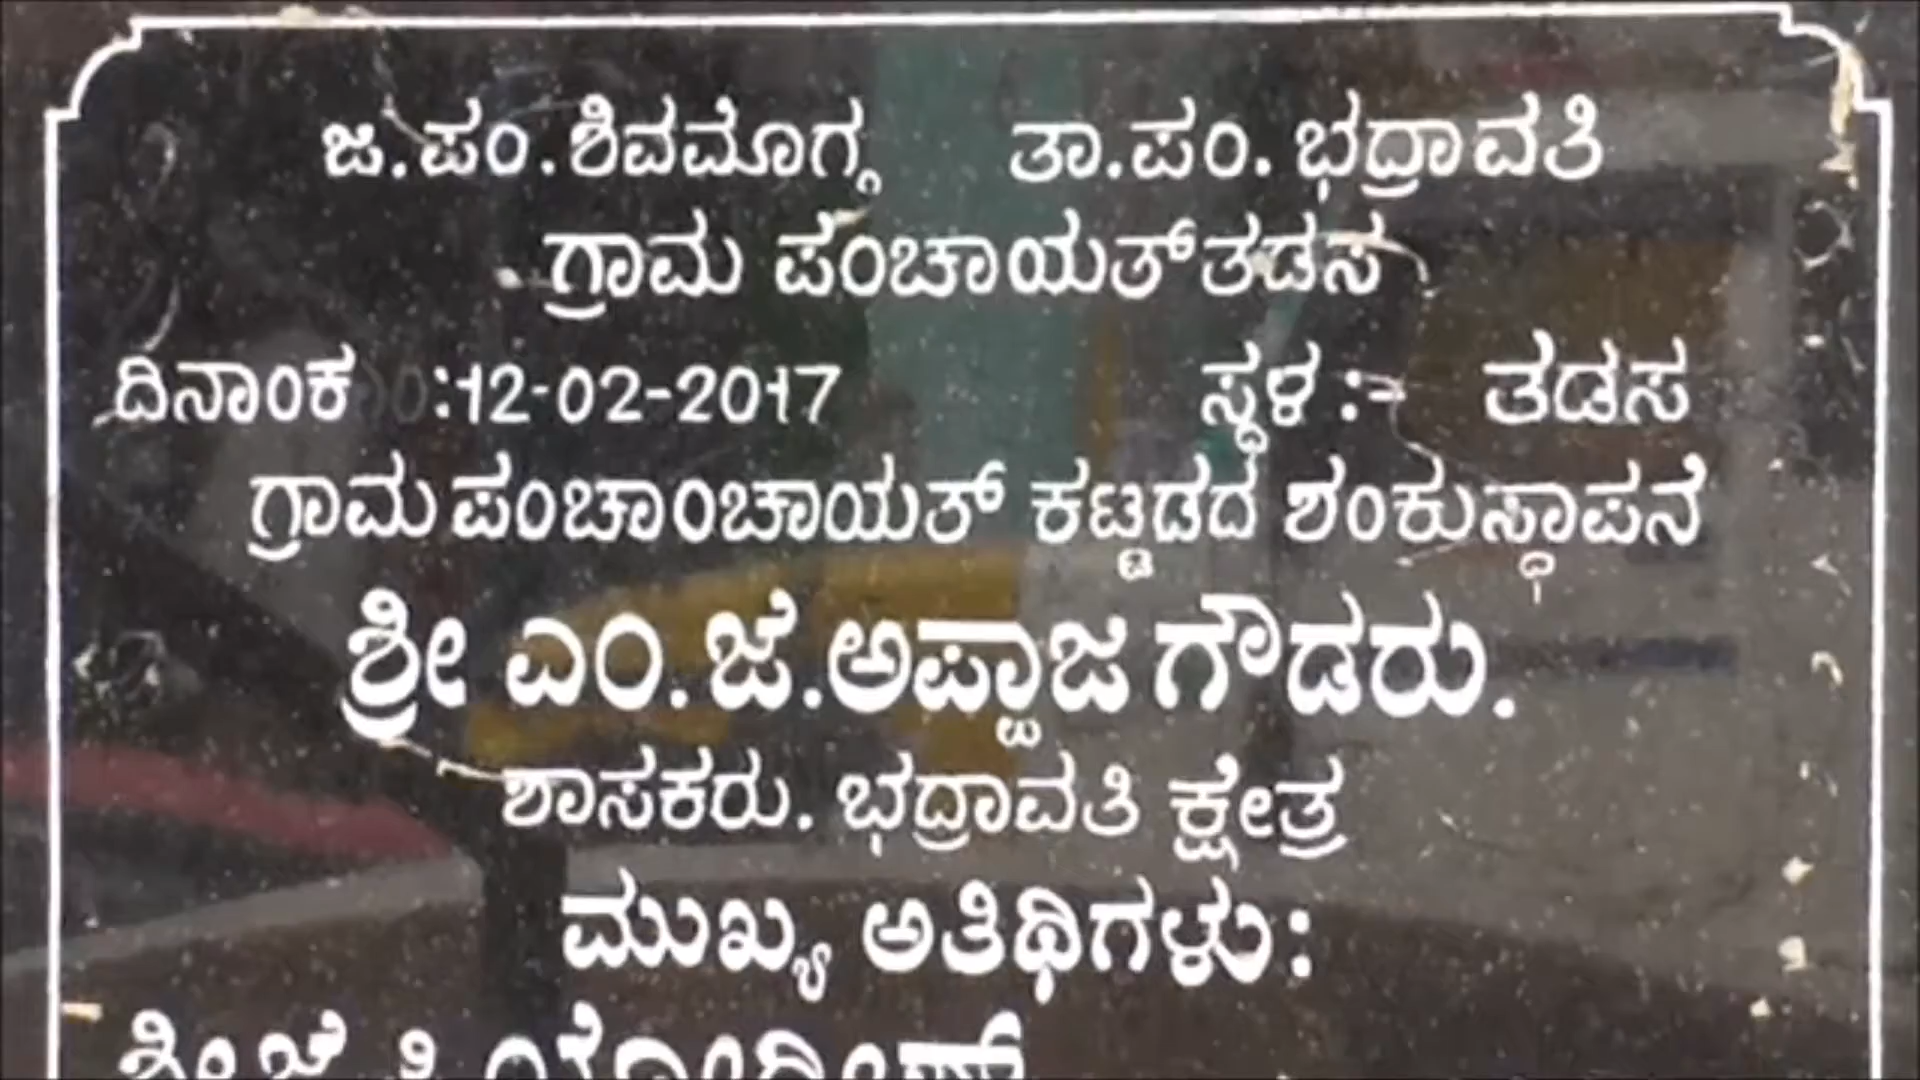 ಜ.ಪಂ.ಶಿವಮೊಗ್ಗ ತಾ.ಪಂ. ಭದ್ರಾವತಿ
ಗ್ರಾಮ ಪಂಚಾಯತ್ ತಡಸ
ದಿನಾಂಕ :12-02-2017 ಸ್ಥಳ :- ತಡಸ
ಗ್ರಾಮ ಪಂಚಾಂಚಾಯತ್ ಕಟ್ಟಡದ ಶಂಕುಸ್ಥಾಪನೆ
ಶ್ರೀ ಎಂ.ಜೆ.ಅಪ್ಪಾಜಿ ಗೌಡರು.
ಶಾಸಕರು. ಭದ್ರಾವತಿ ಕ್ಷೇತ್ರ
ಮುಖ್ಯ ಅತಿಥಿಗಳು: